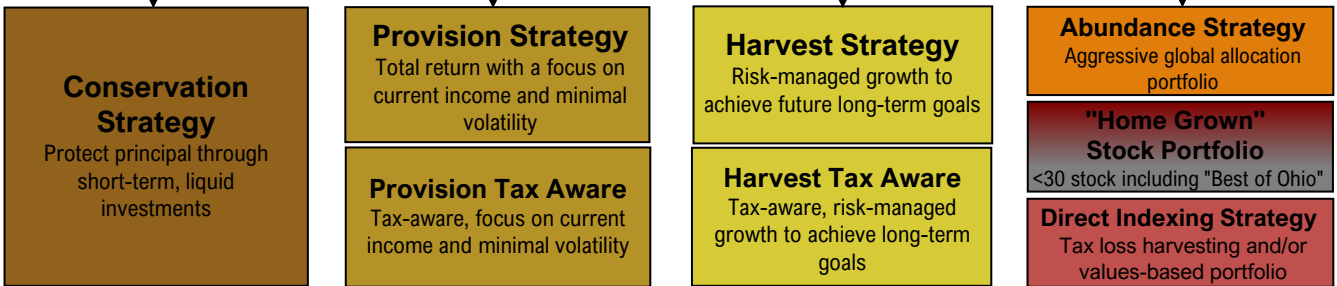 Conservation
Strategy
Protect principal through
short-term, liquid
investments
Provision Strategy
Total return with a focus on
current income and minimal
volatility
Provision Tax Aware
Tax-aware, focus on current
income and minimal volatility
Harvest Strategy
Risk-managed growth to
achieve future long-term goals
Harvest Tax Aware
Tax-aware, risk-managed
growth to achieve long-term
goals
Abundance Strategy
Aggressive global allocation
portfolio
"Home Grown"
Stock Portfolio
<30 stock including "Best of Ohio"
Direct Indexing Strategy
Tax loss harvesting and/or
values-based portfolio